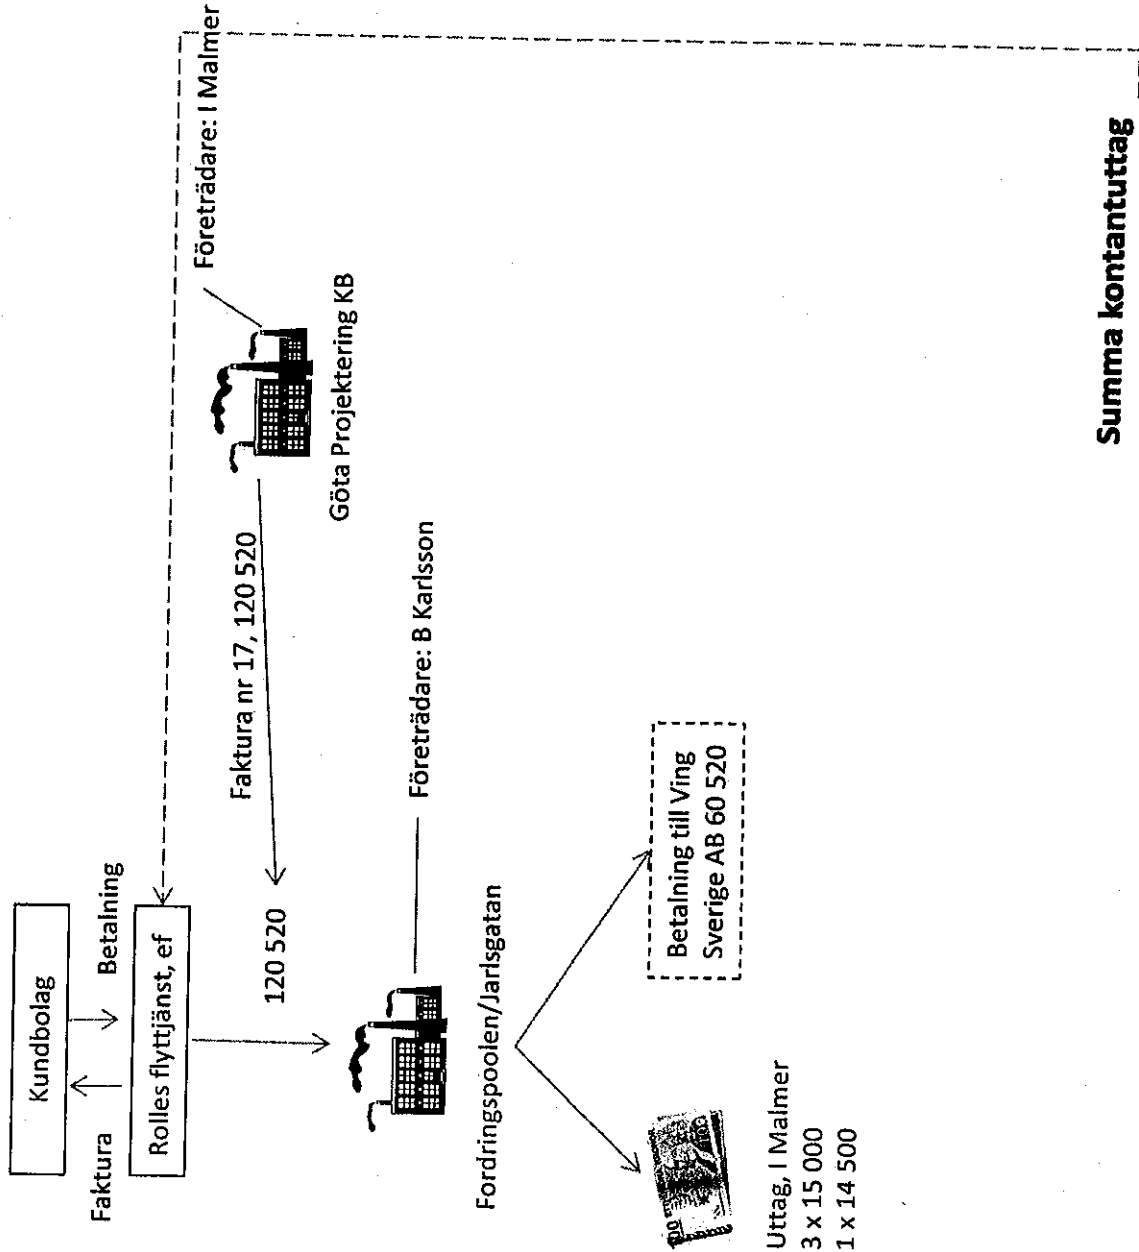 Kundbolag
Faktura
Betalning
Rolles flyttjänst, ef
120 520
Faktura nr 17, 120 520
Företrädare: I Malmer
Göta Projektering KB
Företrädare: B Karlsson
Fordringspoolen/Jarlsgatan
Betalning till Ving
Sverige AB 60 520
Uttag, I Malmer
3 x 15 000
1 x 14 500
Summa kontantuttag